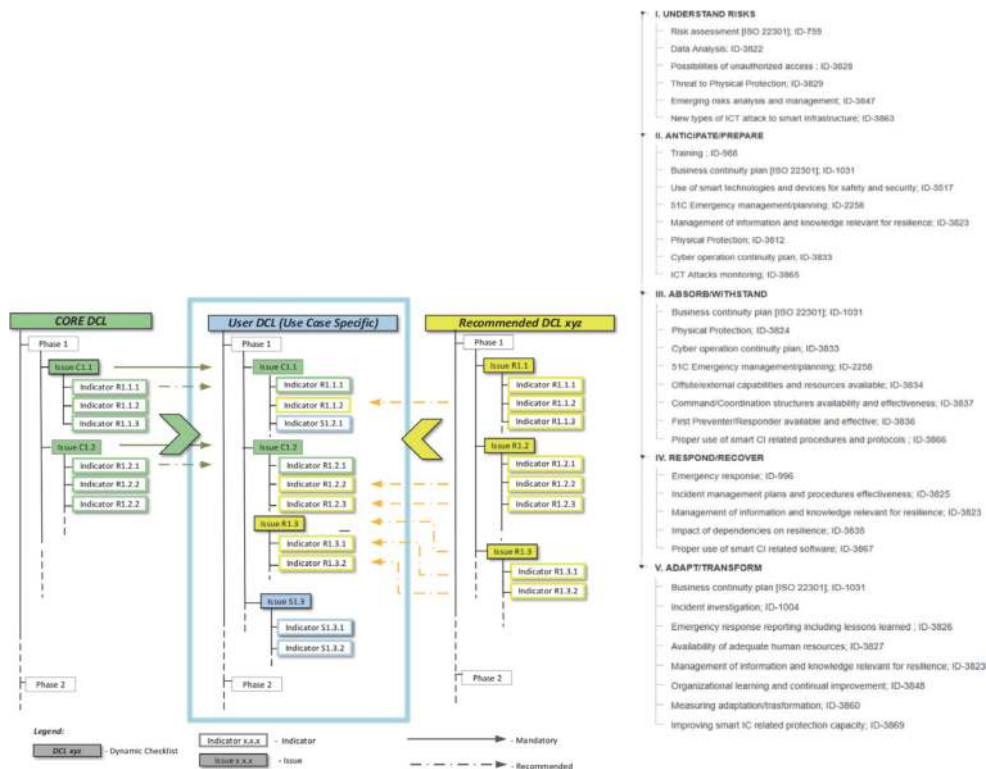 CORE DCL
Phase 1
Issue C1.1
Indicator R1.1.1
Indicator R1.1.2
Indicator R1.1.3
Issue C1.2
Indicator R1.2.1
Indicator R1.2.2
Indicator R1.2.2
Phase 2
User DCL (Use Case Specific)
Phase 1
Issue C1.1
Indicator R1.1.1
Indicator R1.1.2
Issue S1.2.1
Issue C1.2
Indicator R1.2.1
Indicator R1.2.2
Indicator R1.2.3
Issue R1.3
Indicator R1.3.1
Indicator R1.3.2
Issue S1.3
Indicator S1.3.1
Indicator S1.3.2
Phase 2
Recommended DCL xyz
Phase 1
Issue R1.1
Indicator R1.1.1
Indicator R1.1.2
Indicator R1.1.3
Issue R1.2
Indicator R1.2.1
Indicator R1.2.2
Indicator R1.2.3
Issue R1.3
Indicator R1.3.1
Indicator R1.3.2
Phase 2
Legend:
DCL xyz - Dynamic Checklist
Indicator x.x.x - Indicator
Issue x.x.x - Issue
- Mandatory
- Recommended
I. UNDERSTAND RISKS
Risk assessment [ISO 22301]; ID-759
Data Analysis; ID-3822
Possibilities of unauthorized access ; ID-3828
Threat to Physical Protection; ID-3829
Emerging risks analysis and management; ID-3847
New types of ICT attack to smart infrastructure; ID-3863
II. ANTICIPATE/PREPARE
Training ; ID-988
Business continuity plan [ISO 22301]; ID-1031
Use of smart technologies and devices for safety and security; ID-3517
51C Emergency management/planning; ID-2258
Management of information and knowledge relevant for resilience; ID-3823
Physical Protection; ID-3812
Cyber operation continuity plan; ID-3833
ICT Attacks monitoring; ID-3865
III. ABSORB/WITHSTAND
Business continuity plan [ISO 22301]; ID-1031
Physical Protection; ID-3824
Cyber operation continuity plan; ID-3833
51C Emergency management/planning; ID-2258
Offsite/external capabilities and resources available; ID-3834
Command/Coordination structures availability and effectiveness; ID-3837
First Preventer/Responder available and effective; ID-3836
Proper use of smart CI related procedures and protocols ; ID-3866
IV. RESPOND/RECOVER
Emergency response; ID-996
Incident management plans and procedures effectiveness; ID-3825
Management of information and knowledge relevant for resilience; ID-3823
Impact of dependencies on resilience; ID-3835
Proper use of smart CI related software; ID-3867
V. ADAPT/TRANSFORM
Business continuity plan [ISO 22301]; ID-1031
Incident investigation; ID-1004
Emergency response reporting including lessons learned ; ID-3826
Availability of adequate human resources; ID-3827
Management of information and knowledge relevant for resilience; ID-3823
Organizational learning and continual improvement; ID-3848
Measuring adaptation/trasformation; ID-3860
Improving smart IC related protection capacity; ID-3869